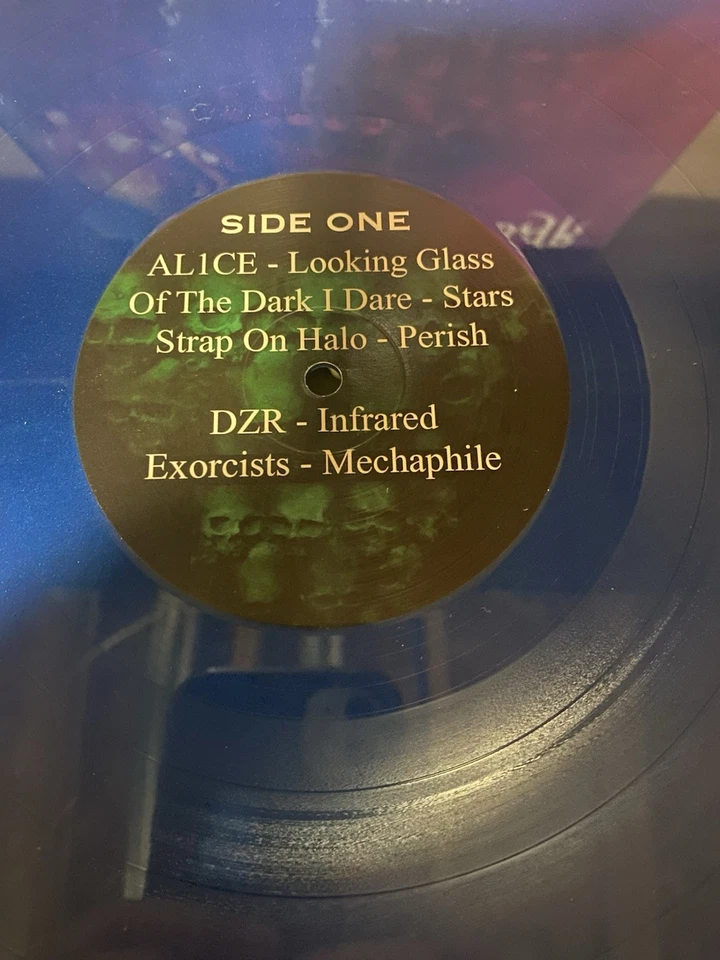 SIDE ONE
AL1CE - Looking Glass
Of The Dark I Dare - Stars
Strap On Halo - Perish
DZR - Infrared
Exorcists - Mechaphile